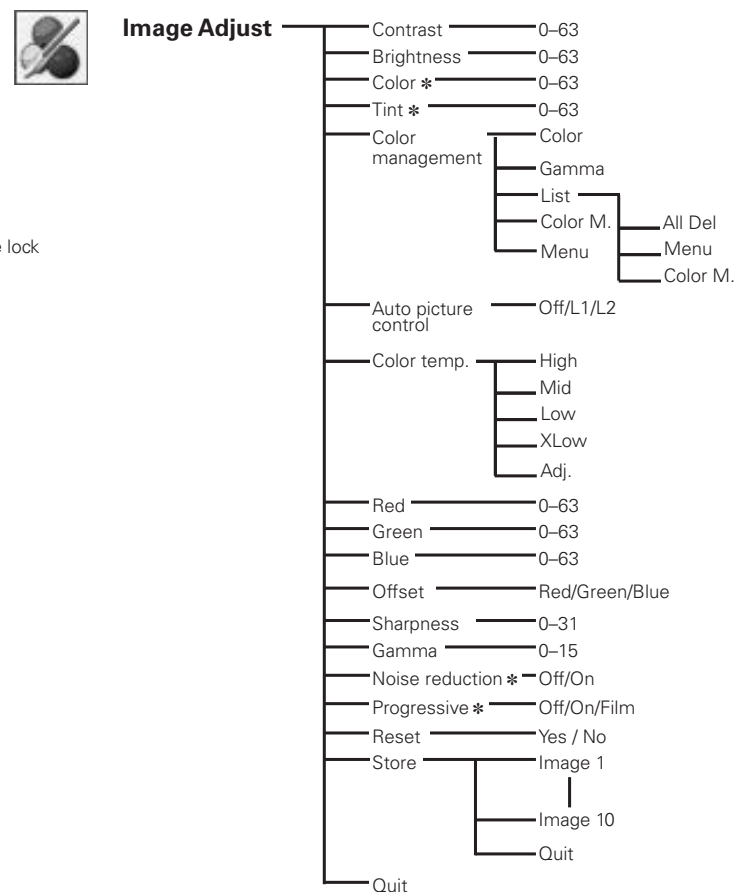 Image Adjust
Contrast 0–63
Brightness 0–63
Color ✻ 0–63
Tint ✻ 0–63
Color management Color
Gamma
List
Color M.
Menu
All Del
Menu
Color M.
e lock
Auto picture control Off/L1/L2
Color temp. High
Mid
Low
XLow
Adj.
Red 0–63
Green 0–63
Blue 0–63
Offset Red/Green/Blue
Sharpness 0–31
Gamma 0–15
Noise reduction ✻ Off/On
Progressive ✻ Off/On/Film
Reset Yes / No
Store Image 1
Image 10
Quit
Quit